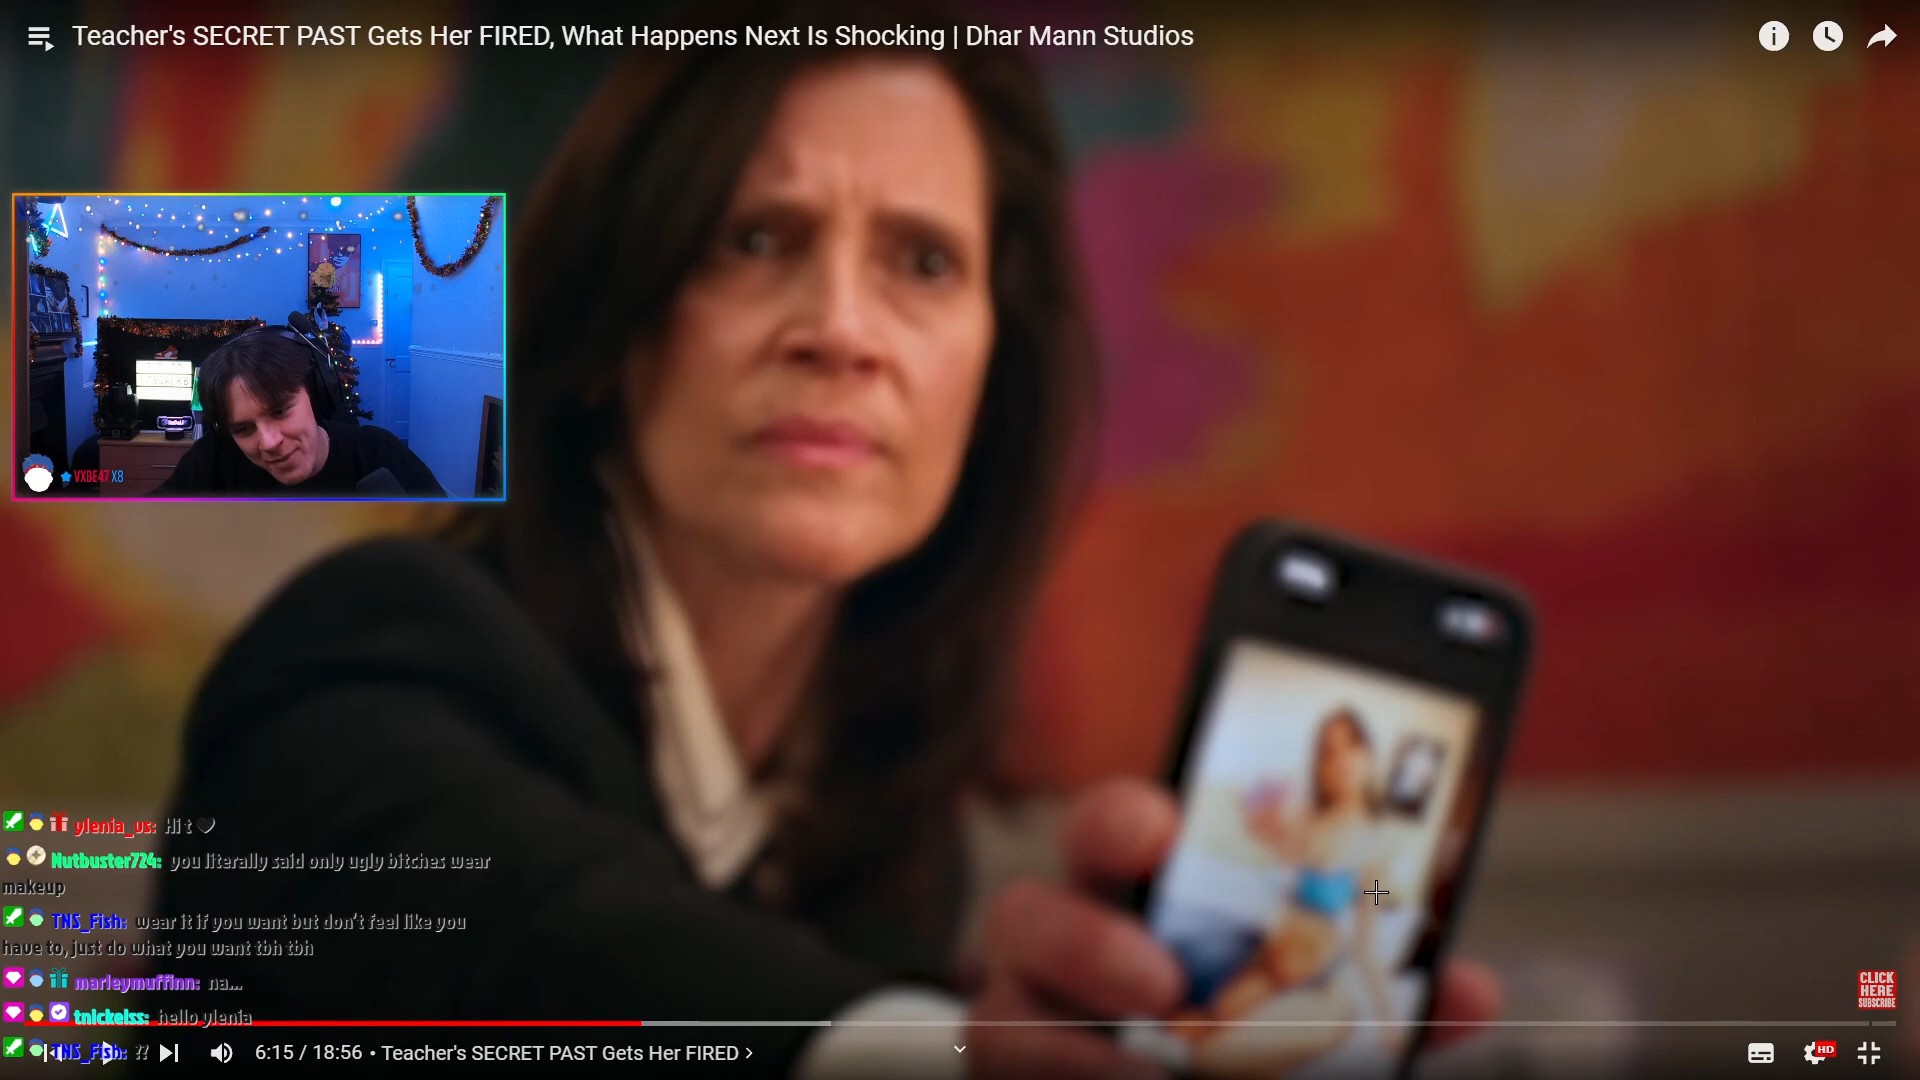 Teacher's SECRET PAST Gets Her FIRED, What Happens Next Is Shocking | Dhar Mann Studios
VXBE47 X8
ylenia_us: Hi t 🖤
Nutbuster724: you literally said only ugly bitches wear
makeup
TNS_Fish: wear it if you want but don't feel like you
have to, just do what you want tbh tbh
marleymuffinn: na...
tnickelss: hello ylenia
TNS_Fish: ??
CLICK
HERE
SUBSCRIBE
6:15 / 18:56 • Teacher's SECRET PAST Gets Her FIRED
HD